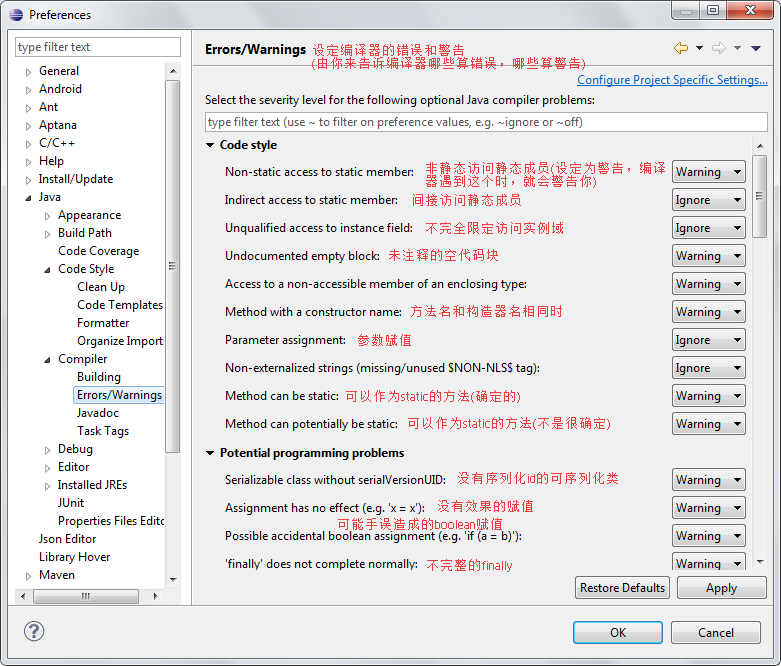 Preferences
type filter text
General
Android
Ant
Aptana
C/C++
Help
Install/Update
Java
Appearance
Build Path
Code Coverage
Code Style
Clean Up
Code Templates
Formatter
Organize Import
Compiler
Building
Errors/Warnings
Javadoc
Task Tags
Debug
Editor
Installed JREs
JUnit
Properties Files Edito
Json Editor
Library Hover
Maven
Errors/Warnings 设定编译器的错误和警告
(由你来告诉编译器哪些算错误，哪些算警告)
Configure Project Specific Settings...
Select the severity level for the following optional Java compiler problems:
type filter text (use ~ to filter on preference values, e.g. ~ignore or ~off)
Code style
Non-static access to static member: 非静态访问静态成员(设定为警告，编译 Warning
器遇到这个时，就会警告你)
Indirect access to static member: 间接访问静态成员 Ignore
Unqualified access to instance field: 不完全限定访问实例域 Ignore
Undocumented empty block: 未注释的空代码块 Warning
Access to a non-accessible member of an enclosing type: Warning
Method with a constructor name: 方法名和构造器名相同时 Warning
Parameter assignment: 参数赋值 Ignore
Non-externalized strings (missing/unused $NON-NLS$ tag): Ignore
Method can be static: 可以作为static的方法(确定的) Warning
Method can potentially be static: 可以作为static的方法(不是很确定) Warning
Potential programming problems
Serializable class without serialVersionUID: 没有序列化id的可序列化类 Warning
Assignment has no effect (e.g. 'x = x'): 没有效果的赋值 Warning
可能手误造成的boolean赋值
Possible accidental boolean assignment (e.g. 'if (a = b)'): Warning
'finally' does not complete normally: 不完整的finally Warning
Restore Defaults Apply
? OK Cancel